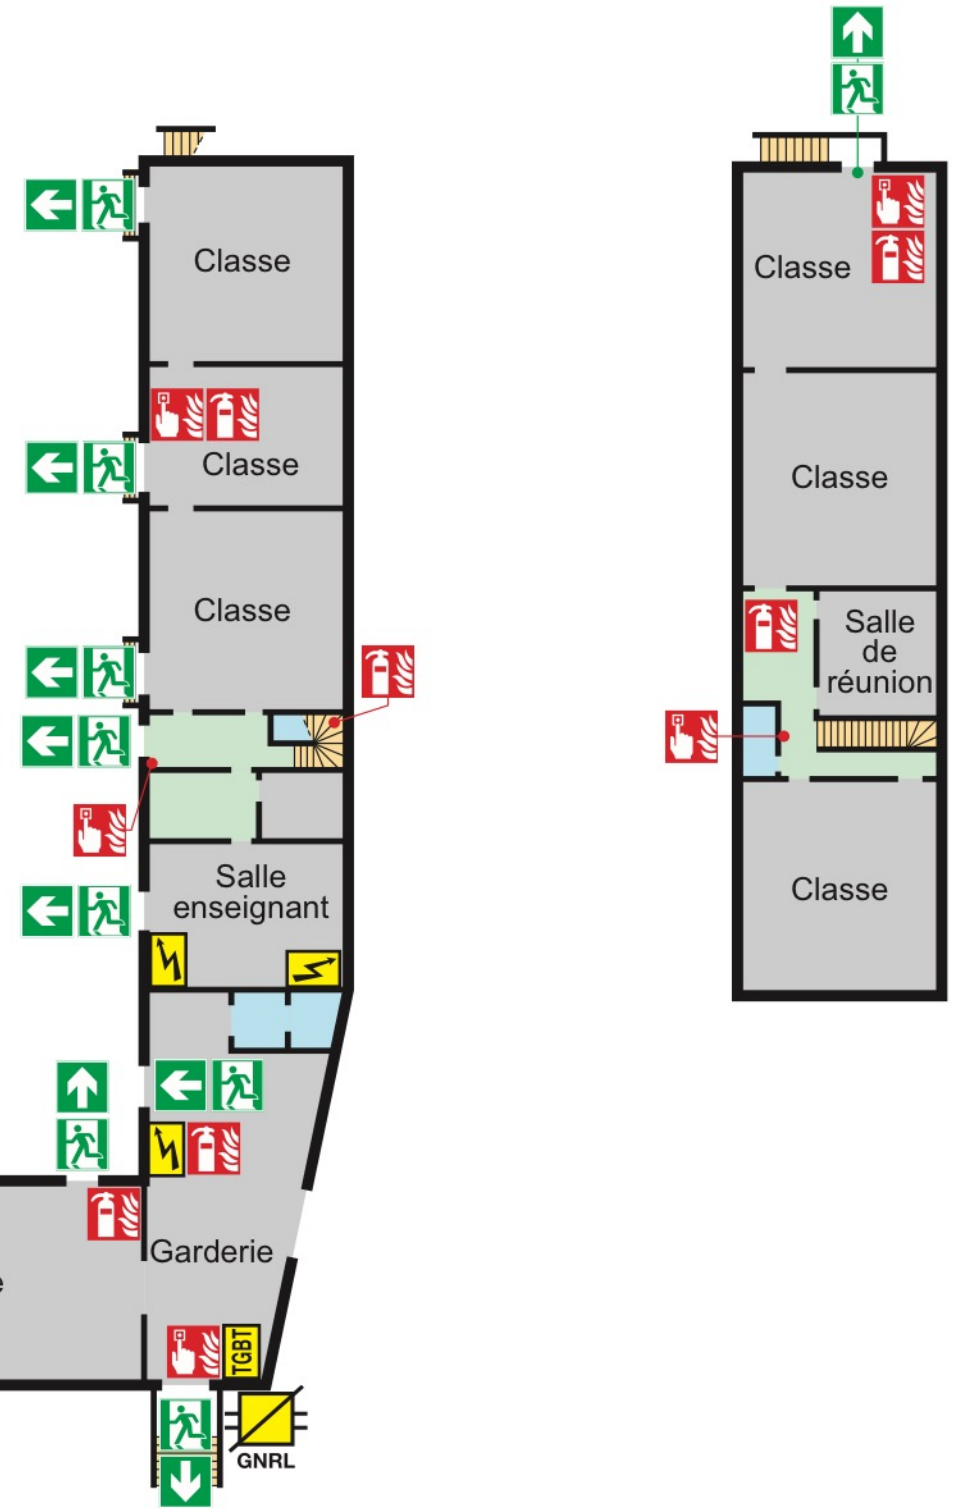 Classe
Classe
Classe
Salle
enseignant
Garderie
TGBT
GNRL
Classe
Classe
Salle
de
réunion
Classe